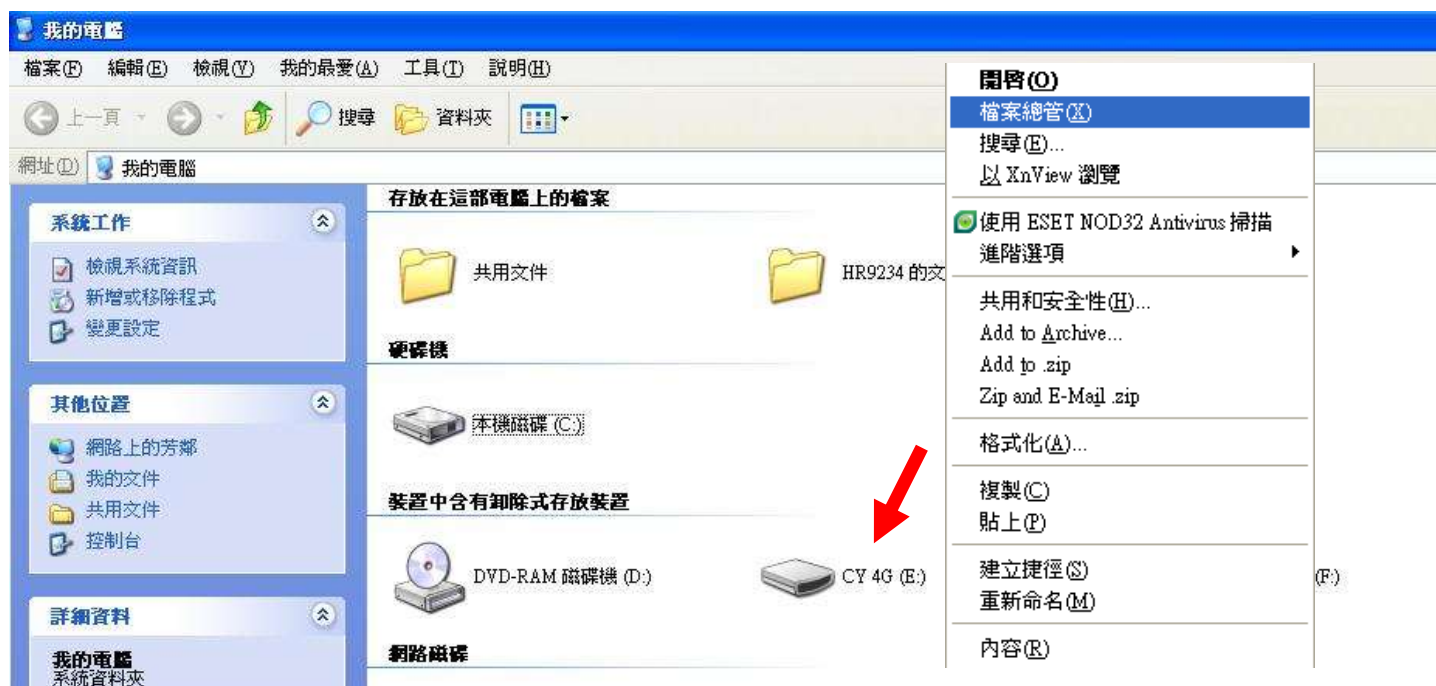 我的電腦
檔案(F) 編輯(E) 檢視(V) 我的最愛(A) 工具(T) 說明(H)
上一頁 搜尋 資料夾
網址(D) 我的電腦
系統工作
檢視系統資訊
新增或移除程式
變更設定
其他位置
網路上的芳鄰
我的文件
共用文件
控制台
詳細資料
我的電腦
系統資料夾
存放在這部電腦上的檔案
共用文件 HR9234 的文
硬碟機
本機磁碟 (C:)
裝置中含有卸除式存放裝置
DVD-RAM 磁碟機 (D:) CY 4G (E:) (F:)
網路磁碟
開啓(O)
檔案總管(X)
搜尋(E)...
以 XnView 瀏覽
使用 ESET NOD32 Antivirus 掃描
進階選項
共用和安全性(H)...
Add to Archive...
Add to .zip
Zip and E-Mail .zip
格式化(A)...
複製(C)
貼上(P)
建立捷徑(S)
重新命名(M)
內容(R)